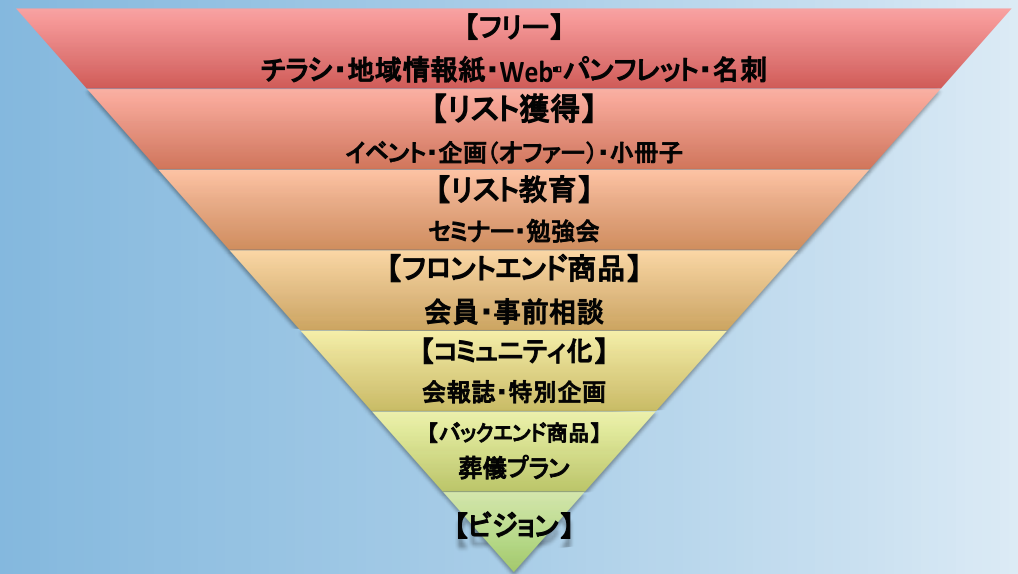 【フリー】
チラシ・地域情報紙・Web・パンフレット・名刺
【リスト獲得】
イベント・企画（オファー）・小冊子
【リスト教育】
セミナー・勉強会
【フロントエンド商品】
会員・事前相談
【コミュニティ化】
会報誌・特別企画
【バックエンド商品】
葬儀プラン
【ビジョン】